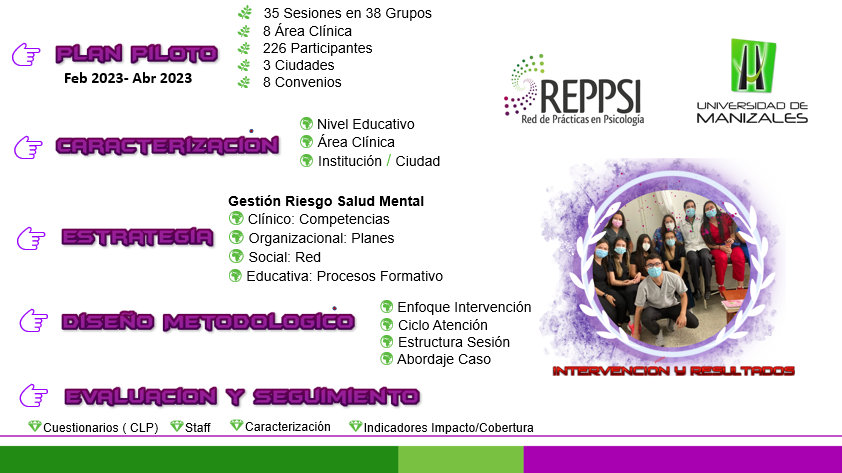 PLAN PILOTO
Feb 2023- Abr 2023
35 Sesiones en 38 Grupos
8 Área Clínica
226 Participantes
3 Ciudades
8 Convenios
REPPSI
Red de Prácticas en Psicología
UNIVERSIDAD DE
MANIZALES
CARACTERIZACIÓN
Nivel Educativo
Área Clínica
Institución / Ciudad
ESTRATEGÍA
Gestión Riesgo Salud Mental
Clínico: Competencias
Organizacional: Planes
Social: Red
Educativa: Procesos Formativo
DISEÑO METODOLOGICO
Enfoque Intervención
Ciclo Atención
Estructura Sesión
Abordaje Caso
INTERVENCIÓN Y RESULTADOS
EVALUACION Y SEGUIMIENTO
Cuestionarios ( CLP)
Staff
Caracterización
Indicadores Impacto/Cobertura